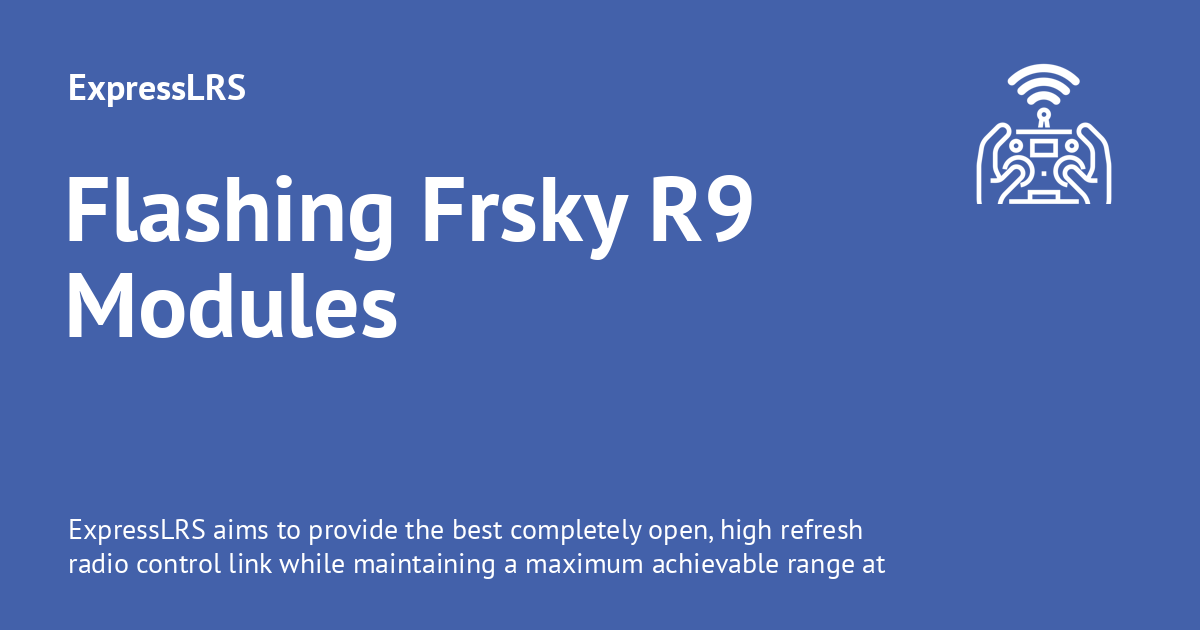 ExpressLRS
Flashing Frsky R9
Modules
ExpressLRS aims to provide the best completely open, high refresh
radio control link while maintaining a maximum achievable range at